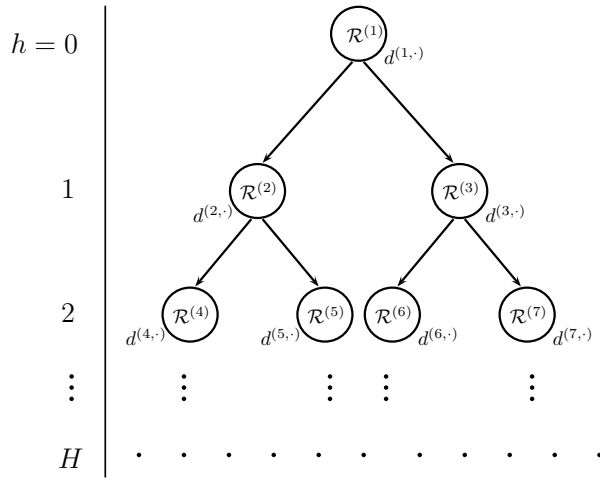 h = 0
ℛ^(1)
d^(1,·)
1
ℛ^(2)
ℛ^(3)
d^(2,·)
d^(3,·)
2
ℛ^(4)
ℛ^(5)
ℛ^(6)
ℛ^(7)
d^(4,·)
d^(5,·)
d^(6,·)
d^(7,·)
⋮ ⋮ ⋮ ⋮ ⋮
H · · · · · · · · · · ·